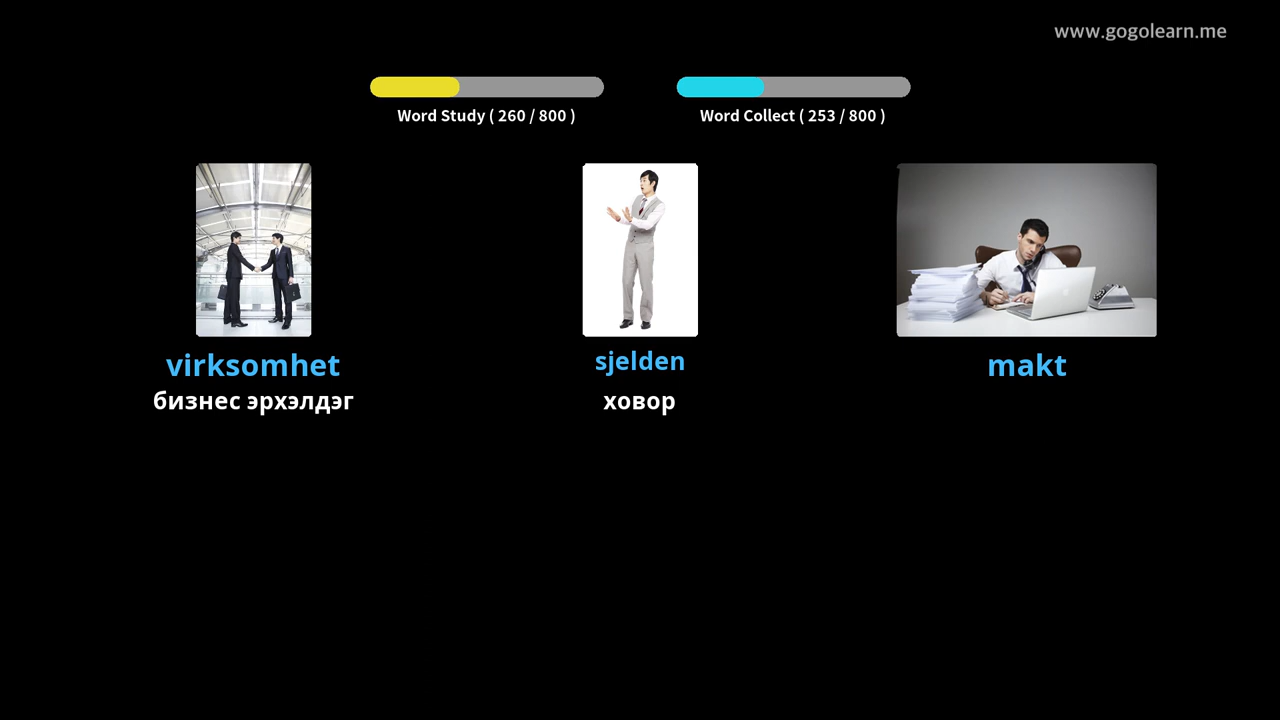 www.gogolearn.me
Word Study ( 260 / 800 )
Word Collect ( 253 / 800 )
virksomhet
sjelden
makt
бизнес эрхэлдэг
ховор